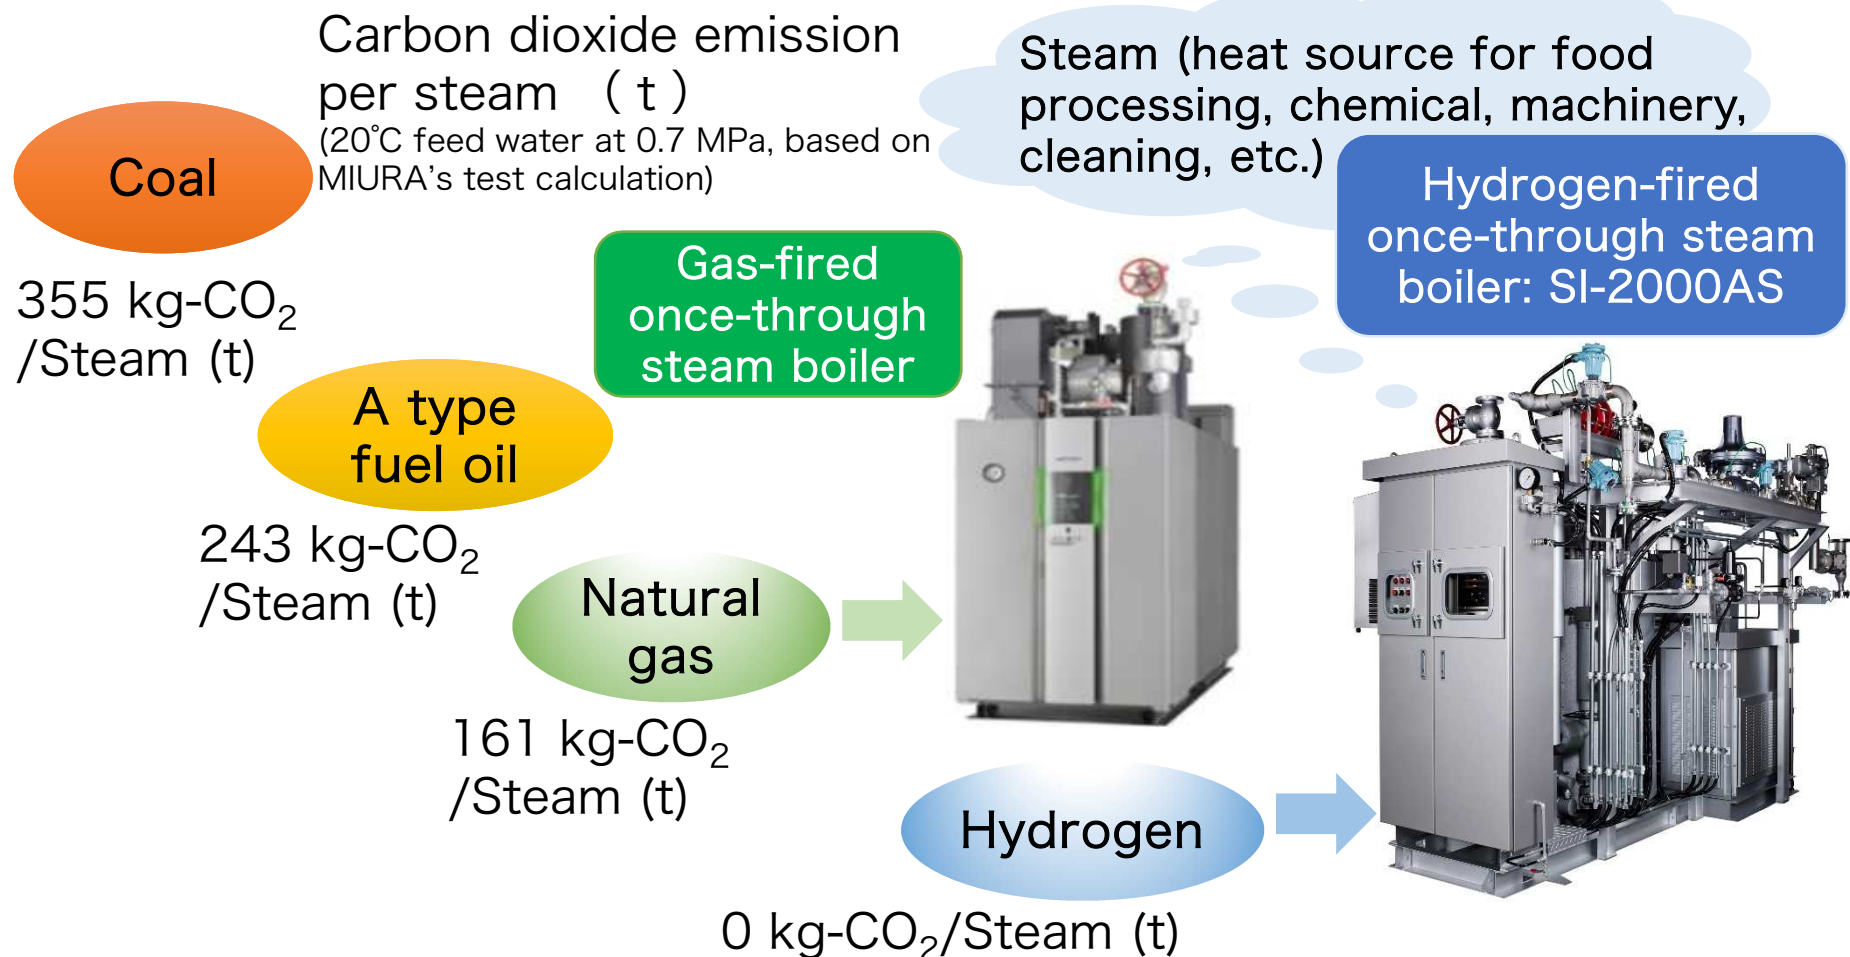 Carbon dioxide emission
per steam （ｔ）
(20℃ feed water at 0.7 MPa, based on
MIURA's test calculation)
Steam (heat source for food
processing, chemical, machinery,
cleaning, etc.)
Coal
355 kg-CO₂
/Steam (t)
Gas-fired
once-through
steam boiler
Hydrogen-fired
once-through steam
boiler: SI-2000AS
A type
fuel oil
243 kg-CO₂
/Steam (t)
Natural
gas
161 kg-CO₂
/Steam (t)
Hydrogen
0 kg-CO₂/Steam (t)